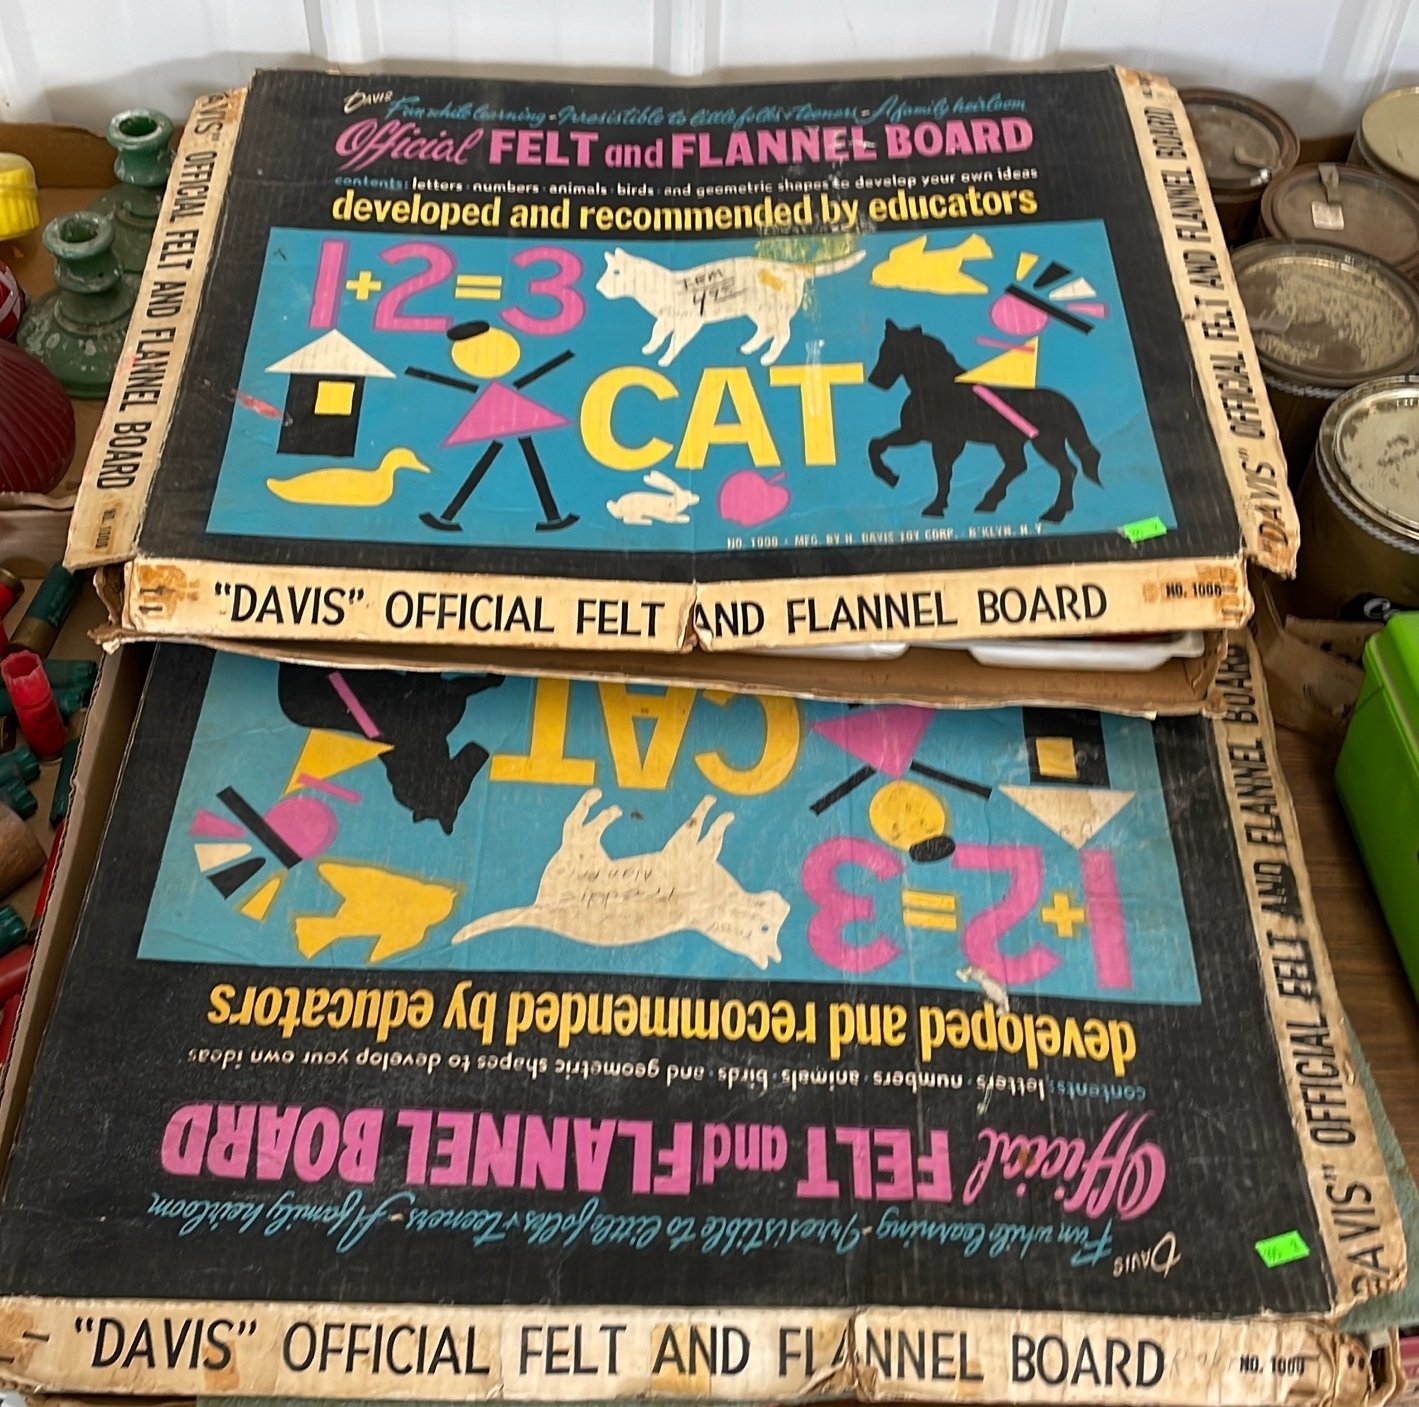 DAVIS
Fun while learning - Irresistible to little folks + teeners - A family heirloom
Official FELT and FLANNEL BOARD
contents: letters · numbers · animals · birds · and geometric shapes to develop your own ideas
developed and recommended by educators
1+2=3
TOM
CAT
NO. 1000 · MFG. BY H. DAVIS TOY CORP. · B'KLYN. N. Y.
"DAVIS" OFFICIAL FELT AND FLANNEL BOARD NO. 1000
DAVIS" OFFICIAL FELT AND FLANNEL BOARD NO. 1000
"DAVIS" OFFICIAL FELT AND FLANNEL BOARD
DAVIS
Fun while learning - Irresistible to little folks + teeners - A family heirloom
Official FELT and FLANNEL BOARD
contents: letters · numbers · animals · birds · and geometric shapes to develop your own ideas
developed and recommended by educators
1+2=3
Freddie
CAT
"DAVIS" OFFICIAL FELT AND FLANNEL BOARD NO. 1000
DAVIS" OFFICIAL FELT AND FLANNEL BOARD